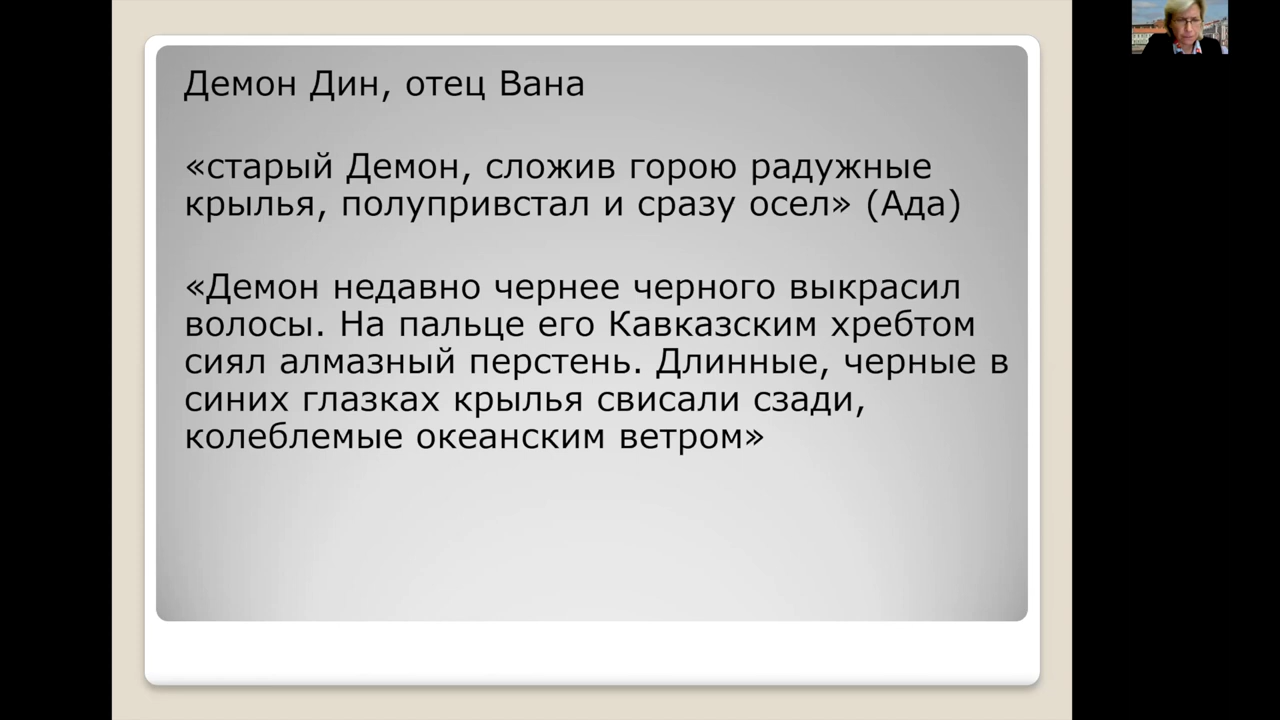 Демон Дин, отец Вана
«старый Демон, сложив горою радужные
крылья, полупривстал и сразу осел» (Ада)
«Демон недавно чернее черного выкрасил
волосы. На пальце его Кавказским хребтом
сиял алмазный перстень. Длинные, черные в
синих глазках крылья свисали сзади,
колеблемые океанским ветром»